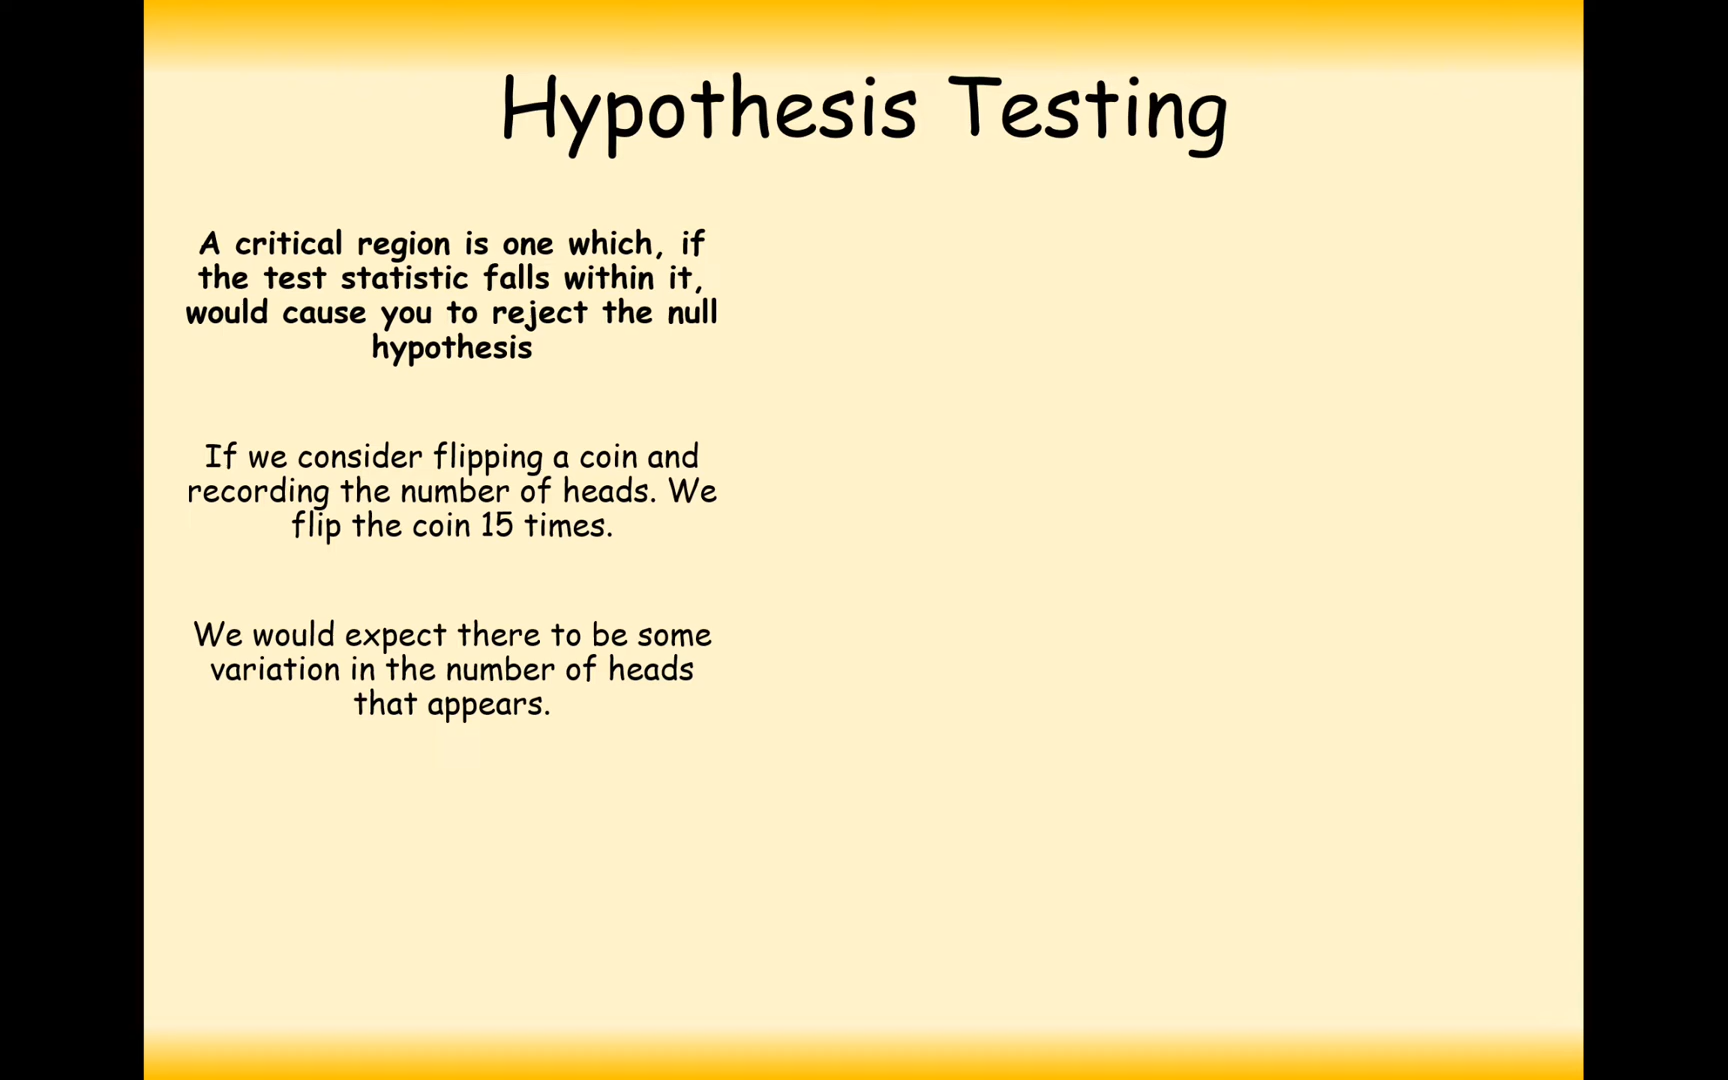 Hypothesis Testing
A critical region is one which, if
the test statistic falls within it,
would cause you to reject the null
hypothesis
If we consider flipping a coin and
recording the number of heads. We
flip the coin 15 times.
We would expect there to be some
variation in the number of heads
that appears.